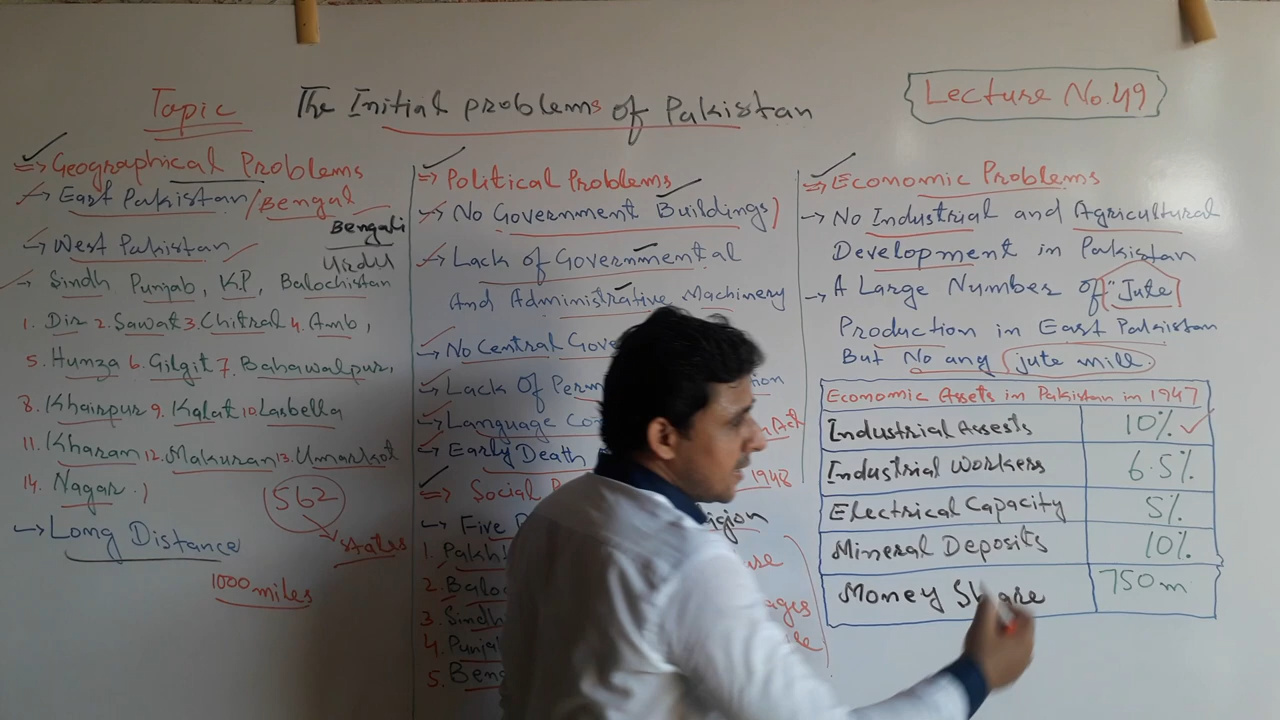 Topic The Initial problems of Pakisstan
Lecture No.49
=> Geographical Problems
→ East Pakistan/Bengal
Bengali
→ West Pakistan
Urdu
→ Sindh Punjab, K.P, Balochistan
1. Dir 2. Sawat 3. Chitral 4. Amb,
5. Humza 6. Gilgit 7. Bahawalpur,
8. Khairpur 9. Kalat 10. Lasbella
11. Kharam 12. Makuran 13. Umarkot
14. Nagar.)
1562
states
→ Long Distance
1000 miles
=> Political Problems
→ No Government Buildings)
→ Lack of Governmental
And Administrative Machinery
→ No Central
→ Lack Of
→ Language
Act
→ Early Death
1948
=> Social
→ Five
1.
2.
3. Sindh
4.
5.
=> Economic Problems
→ No Industrial and Agricultural
Development in Pakistan
→ A Large Number of ("Jute
Production in East Pakistan
But No any jute mill
Economic Assets in Pakistan in 1947
Industrial Assests 10%
Industrial Workers 6.5%
Electrical Capacity 5%
Mineral Deposits 10%
Money Share 750m